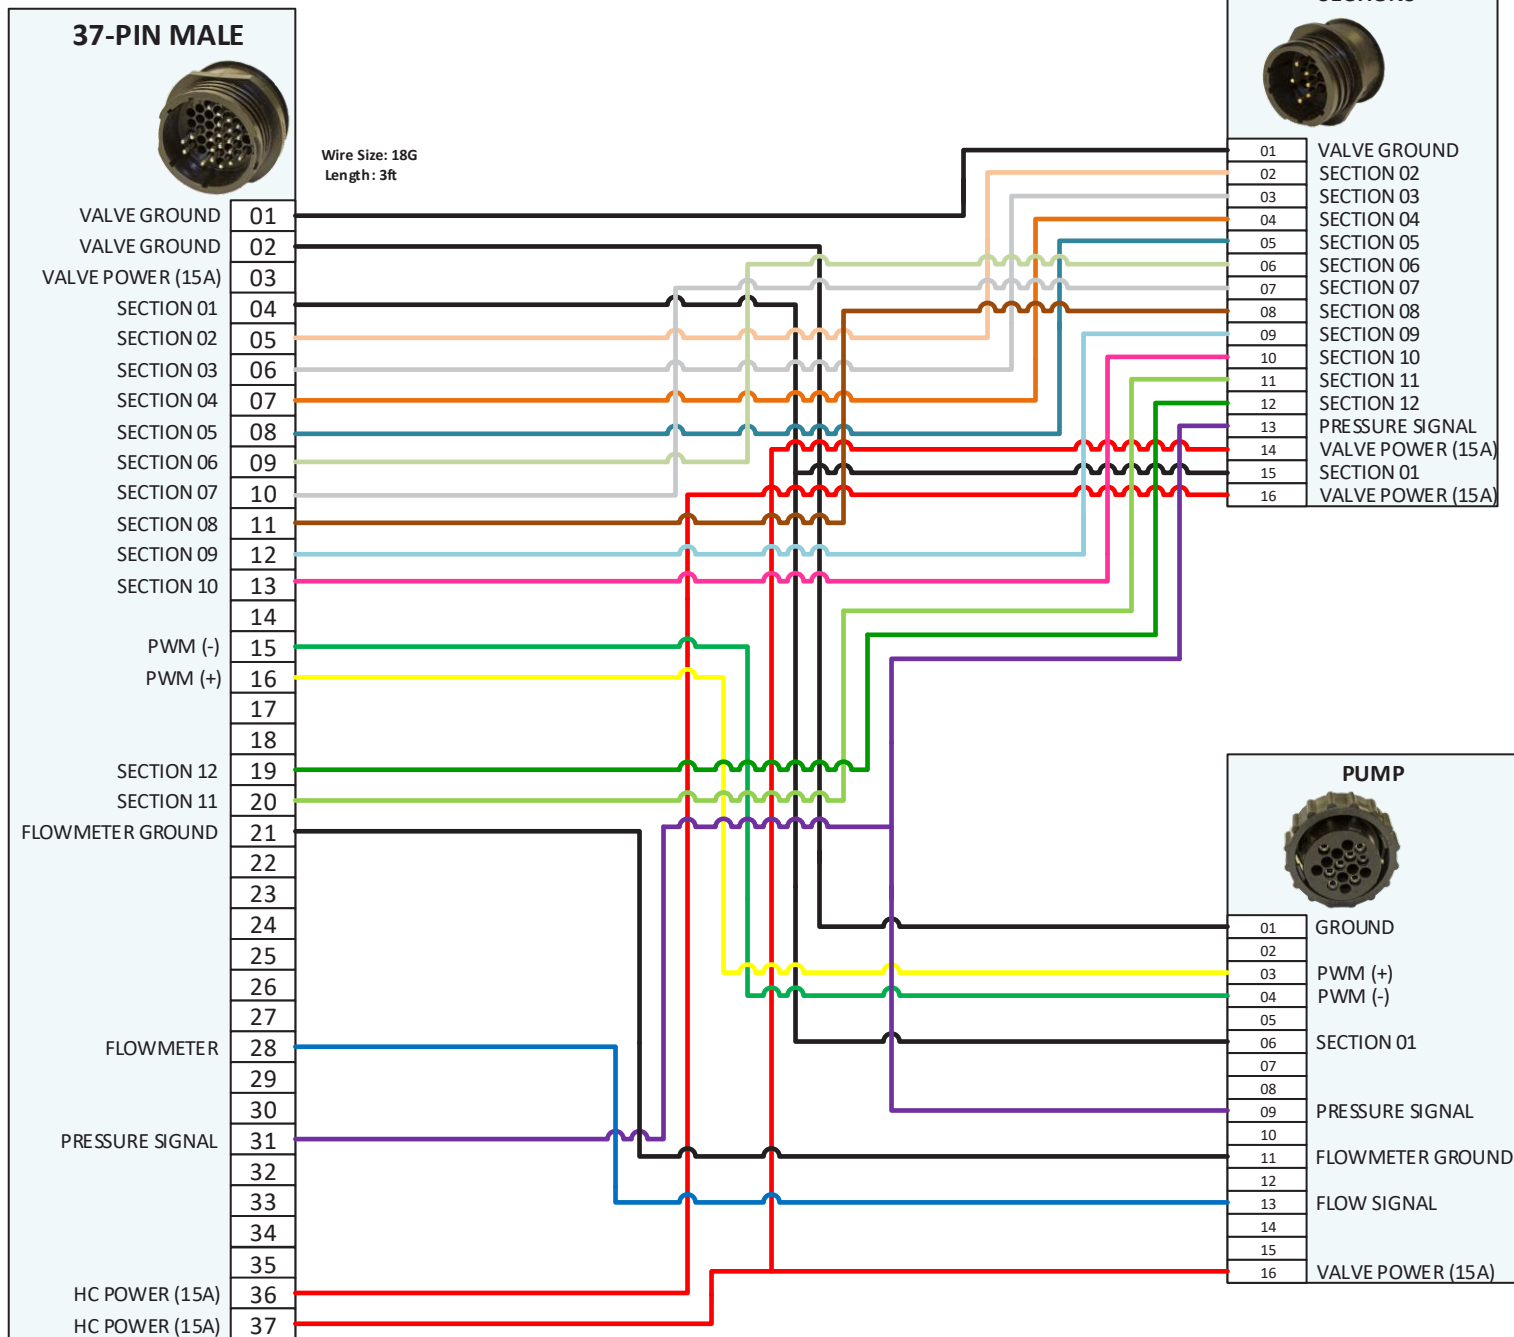 37-PIN MALE
Wire Size: 18G
Length: 3ft
VALVE GROUND 01
VALVE GROUND 02
VALVE POWER (15A) 03
SECTION 01 04
SECTION 02 05
SECTION 03 06
SECTION 04 07
SECTION 05 08
SECTION 06 09
SECTION 07 10
SECTION 08 11
SECTION 09 12
SECTION 10 13
14
PWM (-) 15
PWM (+) 16
17
18
SECTION 12 19
SECTION 11 20
FLOWMETER GROUND 21
22
23
24
25
26
27
FLOWMETER 28
29
30
PRESSURE SIGNAL 31
32
33
34
35
HC POWER (15A) 36
HC POWER (15A) 37
01 VALVE GROUND
02 SECTION 02
03 SECTION 03
04 SECTION 04
05 SECTION 05
06 SECTION 06
07 SECTION 07
08 SECTION 08
09 SECTION 09
10 SECTION 10
11 SECTION 11
12 SECTION 12
13 PRESSURE SIGNAL
14 VALVE POWER (15A)
15 SECTION 01
16 VALVE POWER (15A)
PUMP
01 GROUND
02
03 PWM (+)
04 PWM (-)
05
06 SECTION 01
07
08
09 PRESSURE SIGNAL
10
11 FLOWMETER GROUND
12
13 FLOW SIGNAL
14
15
16 VALVE POWER (15A)